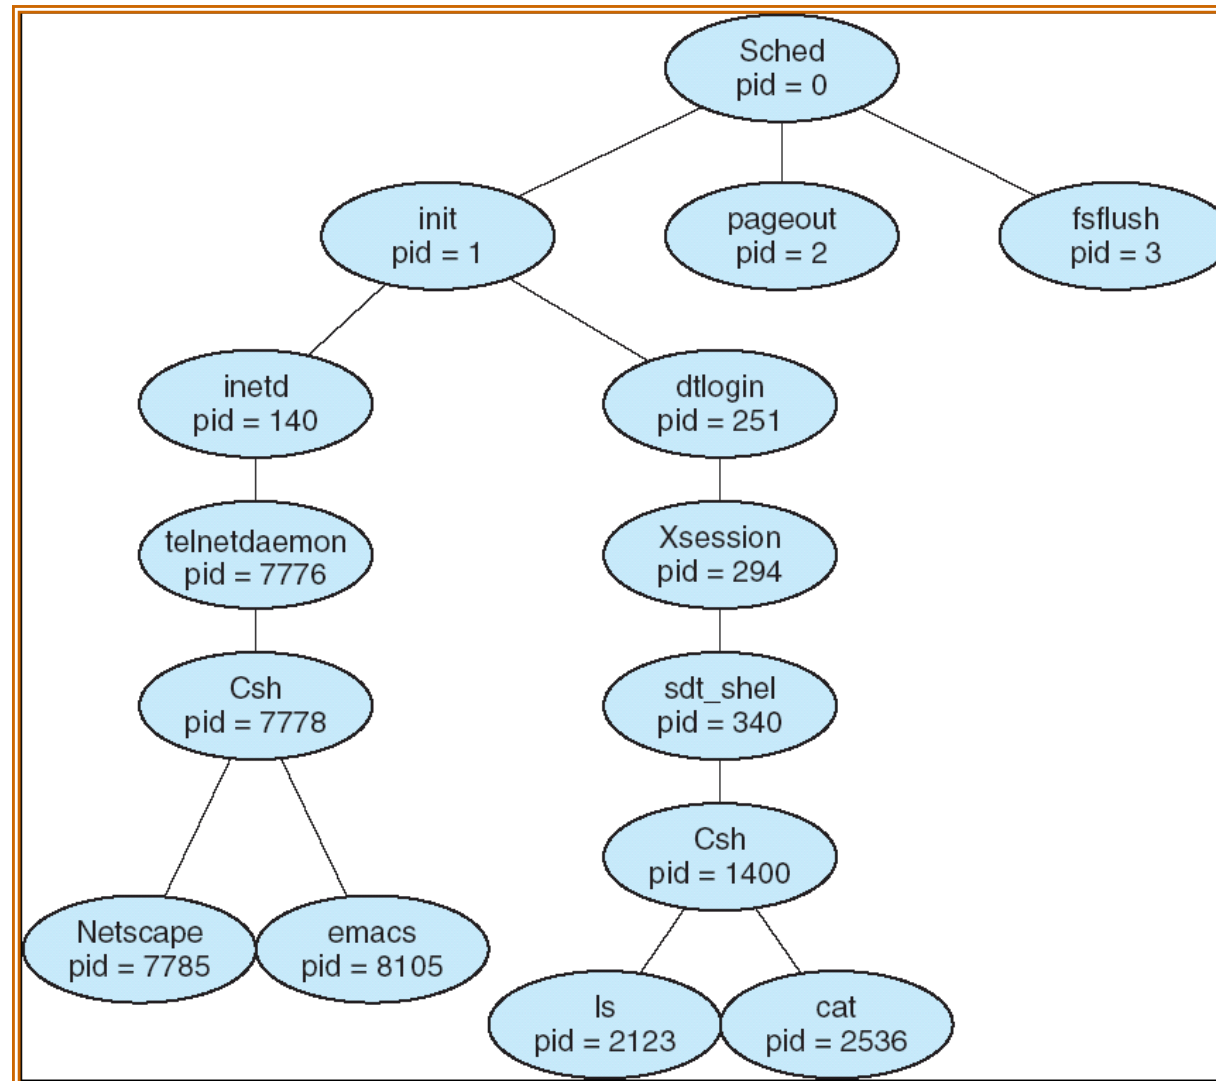 Sched
pid = 0
init
pid = 1
pageout
pid = 2
fsflush
pid = 3
inetd
pid = 140
dtlogin
pid = 251
telnetdaemon
pid = 7776
Xsession
pid = 294
Csh
pid = 7778
sdt_shel
pid = 340
Csh
pid = 1400
Netscape
pid = 7785
emacs
pid = 8105
ls
pid = 2123
cat
pid = 2536